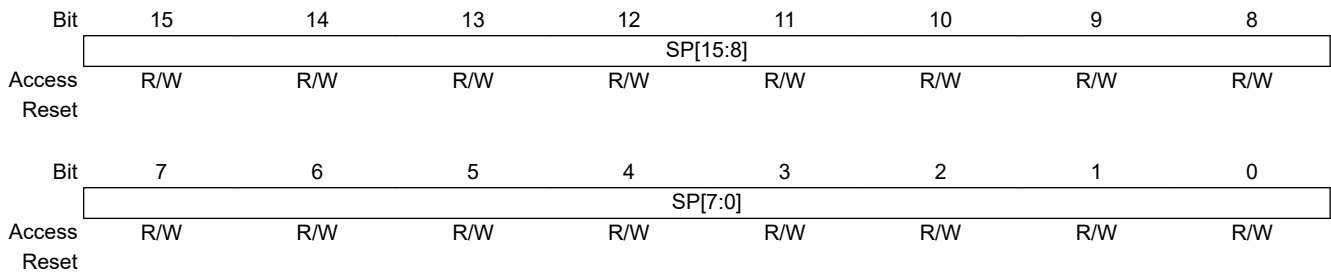 Bit 15 14 13 12 11 10 9 8
SP[15:8]
Access R/W R/W R/W R/W R/W R/W R/W R/W
Reset
Bit 7 6 5 4 3 2 1 0
SP[7:0]
Access R/W R/W R/W R/W R/W R/W R/W R/W
Reset